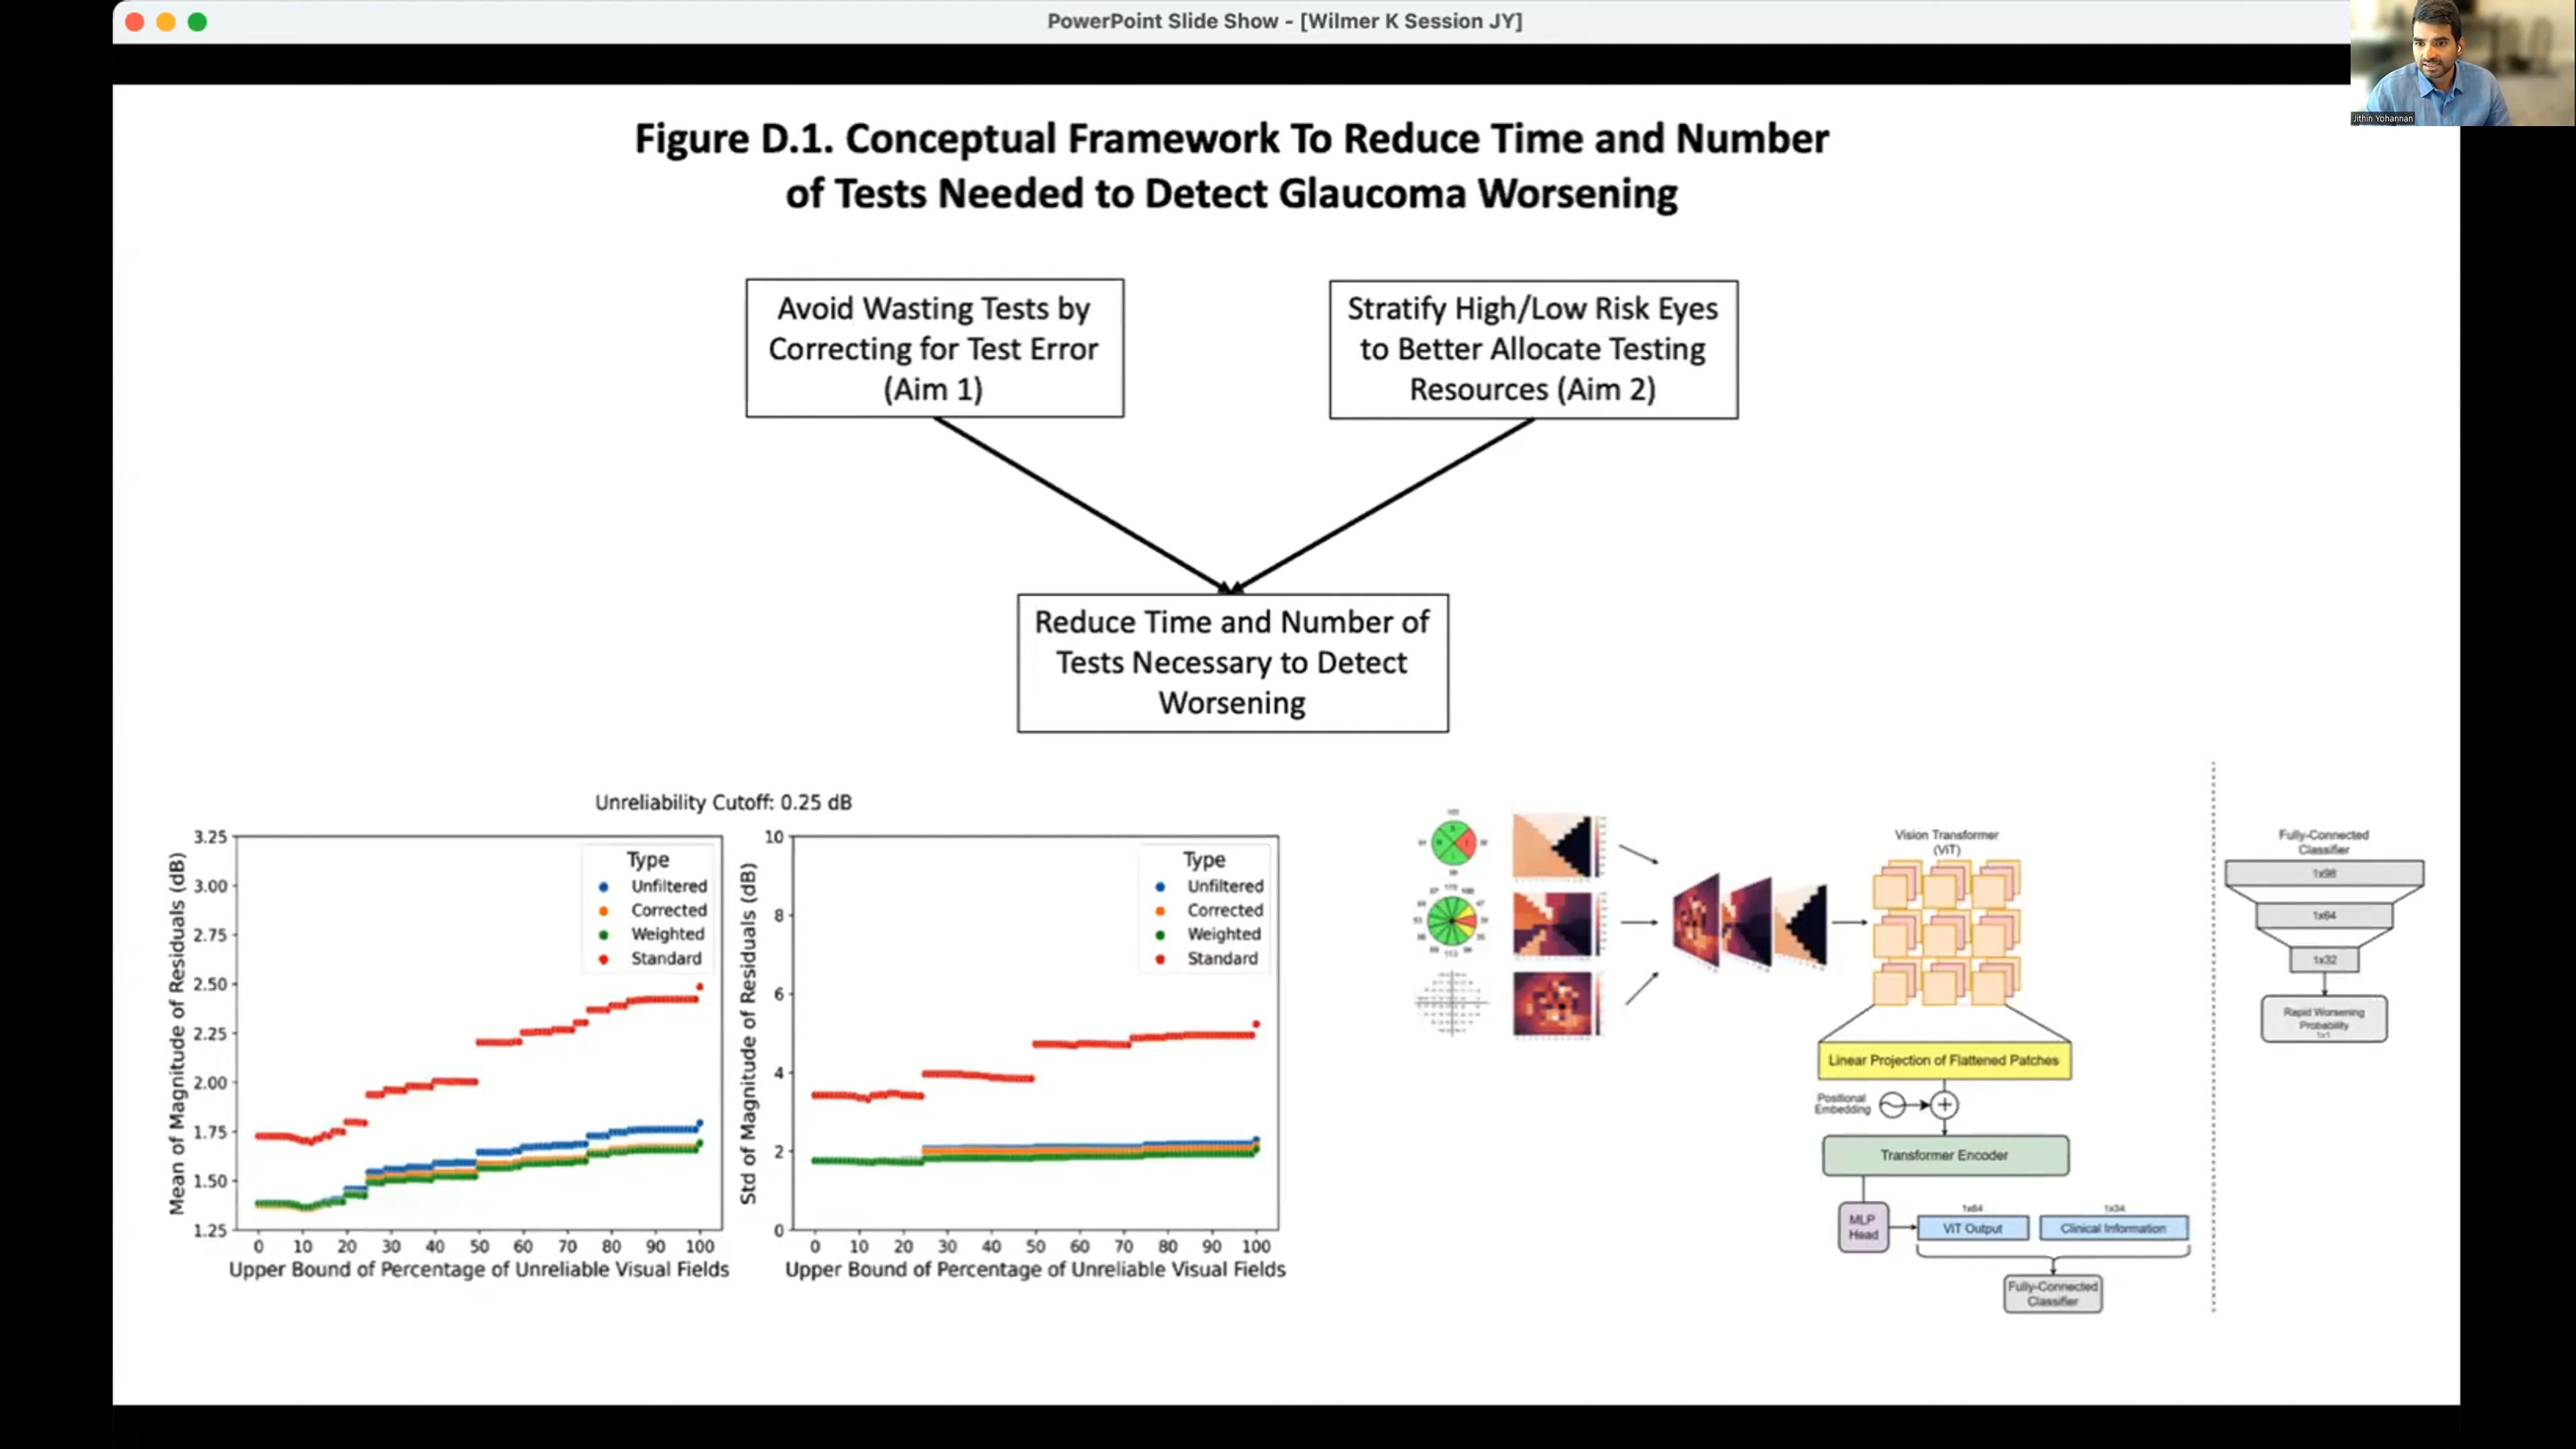 PowerPoint Slide Show - [Wilmer K Session JY]
Jithin Yohannan
Figure D.1. Conceptual Framework To Reduce Time and Number
of Tests Needed to Detect Glaucoma Worsening
Avoid Wasting Tests by
Correcting for Test Error
(Aim 1)
Stratify High/Low Risk Eyes
to Better Allocate Testing
Resources (Aim 2)
Reduce Time and Number of
Tests Necessary to Detect
Worsening
Unreliability Cutoff: 0.25 dB
Mean of Magnitude of Residuals (dB)
3.25
3.00
2.75
2.50
2.25
2.00
1.75
1.50
1.25
Type
Unfiltered
Corrected
Weighted
Standard
0 10 20 30 40 50 60 70 80 90 100
Upper Bound of Percentage of Unreliable Visual Fields
Std of Magnitude of Residuals (dB)
10
8
6
4
2
0
Type
Unfiltered
Corrected
Weighted
Standard
0 10 20 30 40 50 60 70 80 90 100
Upper Bound of Percentage of Unreliable Visual Fields
Vision Transformer
(ViT)
Linear Projection of Flattened Patches
Positional
Embedding
+
Transformer Encoder
MLP
Head
1x64
ViT Output
1x34
Clinical Information
Fully-Connected
Classifier
Fully-Connected
Classifier
1x98
1x64
1x32
Rapid Worsening
Probability
1x1